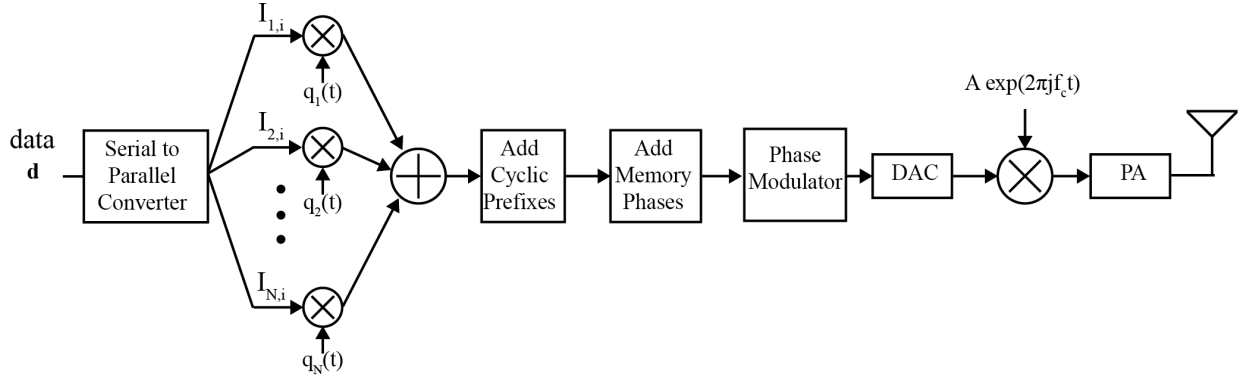 data
d
Serial to
Parallel
Converter
I1,i
q1(t)
I2,i
q2(t)
IN,i
qN(t)
Add
Cyclic
Prefixes
Add
Memory
Phases
Phase
Modulator
DAC
A exp(2πjfct)
PA